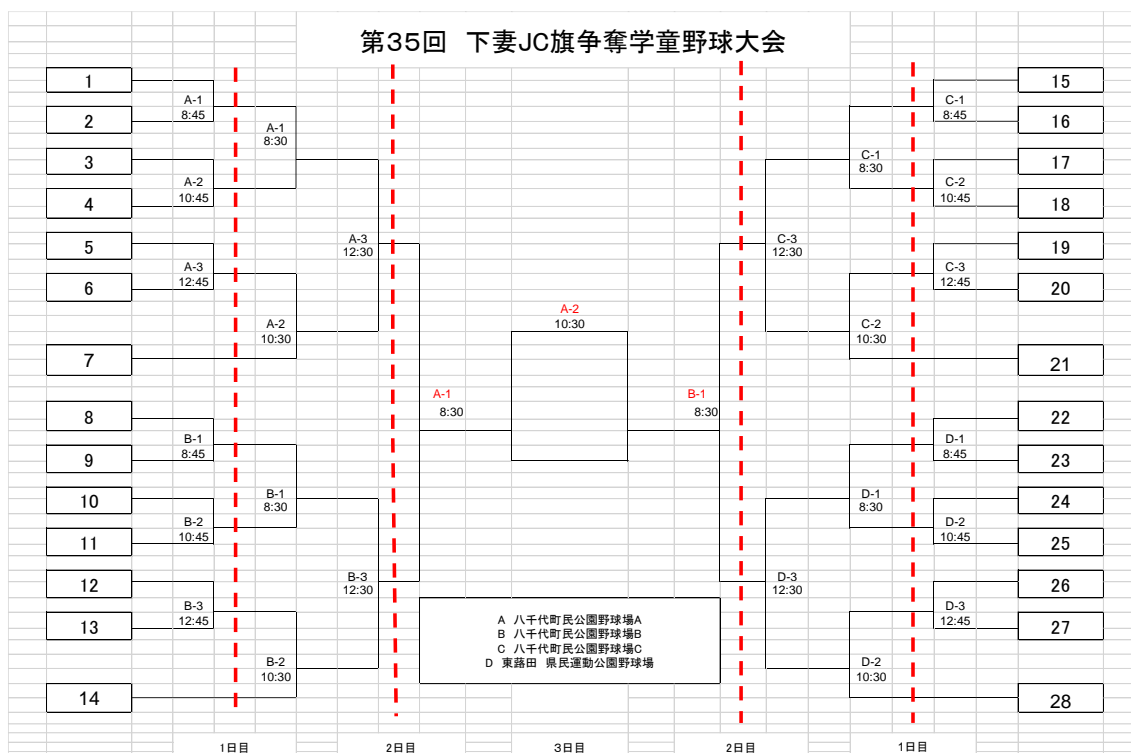 第35回 下妻JC旗争奪学童野球大会
1
2
3
4
5
6
7
8
9
10
11
12
13
14
A-1
8:45
A-2
10:45
A-3
12:45
B-1
8:45
B-2
10:45
B-3
12:45
A-1
8:30
A-2
10:30
B-1
8:30
B-2
10:30
A-3
12:30
B-3
12:30
A-1
8:30
A-2
10:30
B-1
8:30
C-3
12:30
D-3
12:30
C-1
8:30
C-2
10:30
D-1
8:30
D-2
10:30
C-1
8:45
C-2
10:45
C-3
12:45
D-1
8:45
D-2
10:45
D-3
12:45
15
16
17
18
19
20
21
22
23
24
25
26
27
28
A 八千代町民公園野球場A
B 八千代町民公園野球場B
C 八千代町民公園野球場C
D 東蕗田 県民運動公園野球場
1日目
2日目
3日目
2日目
1日目